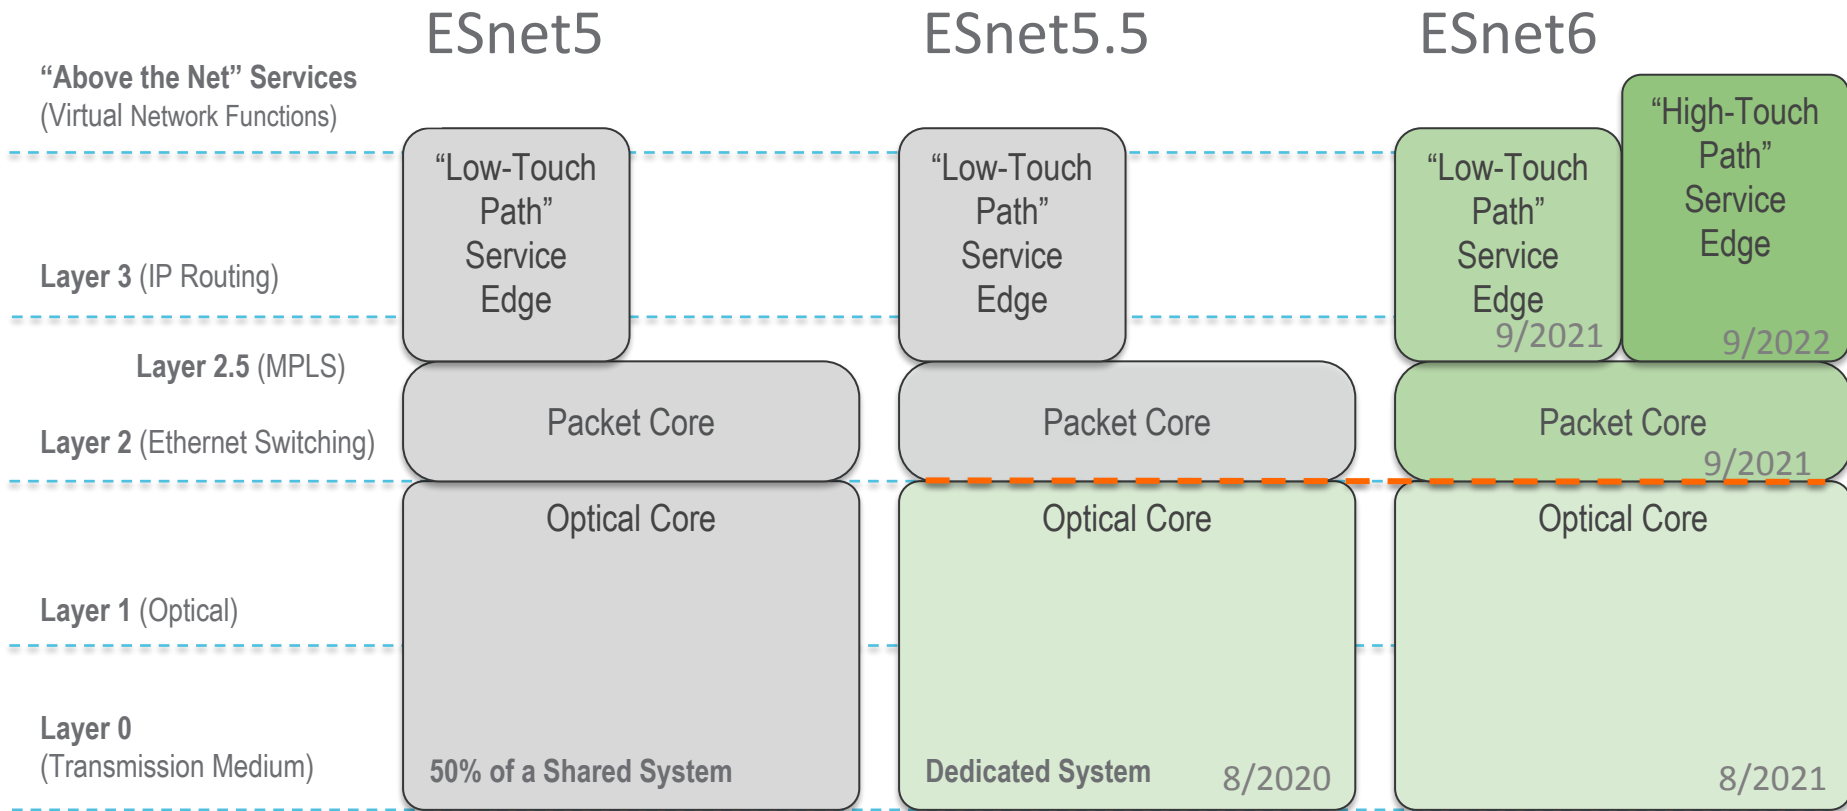 ESnet5
ESnet5.5
ESnet6
“Above the Net” Services
(Virtual Network Functions)
Layer 3 (IP Routing)
Layer 2.5 (MPLS)
Layer 2 (Ethernet Switching)
Layer 1 (Optical)
Layer 0
(Transmission Medium)
“Low-Touch
Path”
Service
Edge
Packet Core
Optical Core
50% of a Shared System
“Low-Touch
Path”
Service
Edge
Packet Core
Optical Core
Dedicated System
8/2020
“Low-Touch
Path”
Service
Edge
9/2021
“High-Touch
Path”
Service
Edge
9/2022
Packet Core
9/2021
Optical Core
8/2021